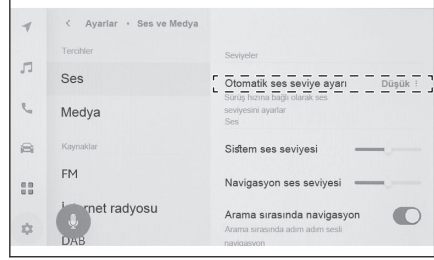 Ayarlar • Ses ve Medya
Tercihler
Ses
Medya
Kaynaklar
FM
rnet radyosu
DAB
Seviyeler
Otomatik ses seviye ayarı Düşük
Sürüş hızına bağlı olarak ses
seviyesini ayarlar
Ses
Sistem ses seviyesi
Navigasyon ses seviyesi
Arama sırasında navigasyon
Arama sırasında adım adım sesli
navigasyon